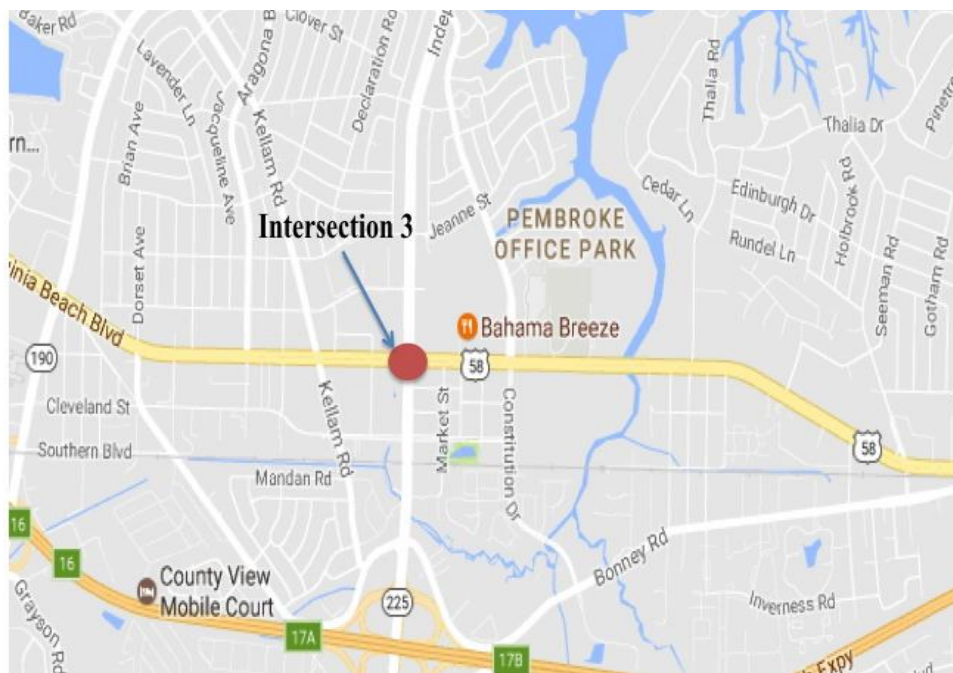 Baker Rd
Clover St
Lavender Ln
Aragona B
Declaration Rd
Indep
Thalia Rd
Pinetre
Thalia Dr
rn...
Brian Ave
Jacqueline Ave
Kellam Rd
Jeanne St
Cedar Ln
Edinburgh Dr
Holbrook Rd
Intersection 3
PEMBROKE
OFFICE PARK
Rundel Ln
Seeman Rd
Gotham Rd
inia Beach Blvd
Dorset Ave
Bahama Breeze
190
58
Cleveland St
Kellam Rd
Market St
Constitution Dr
Southern Blvd
58
Mandan Rd
16
16
Bonney Rd
County View
Mobile Court
225
Inverness Rd
Grayson Rd
17A
17B
h Expy